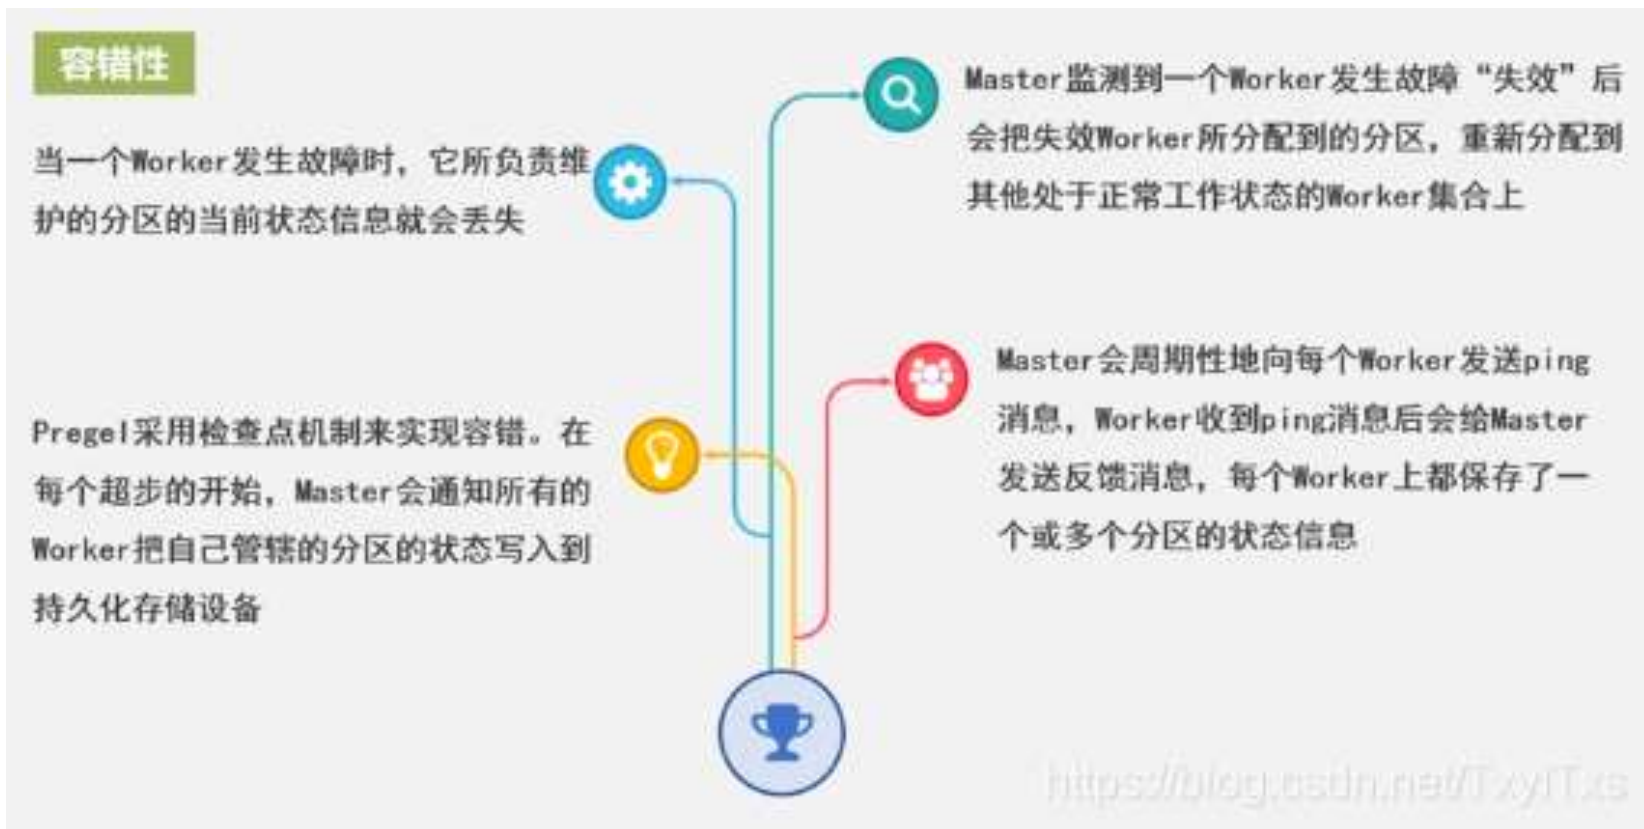 容错性
当一个Worker发生故障时，它所负责维
护的分区的当前状态信息就会丢失
Master监测到一个Worker发生故障“失效”后
会把失效Worker所分配到的分区，重新分配到
其他处于正常工作状态的Worker集合上
Pregel采用检查点机制来实现容错。在
每个超步的开始，Master会通知所有的
Worker把自己管辖的分区的状态写入到
持久化存储设备
Master会周期性地向每个Worker发送ping
消息，Worker收到ping消息后会给Master
发送反馈消息，每个Worker上都保存了一
个或多个分区的状态信息